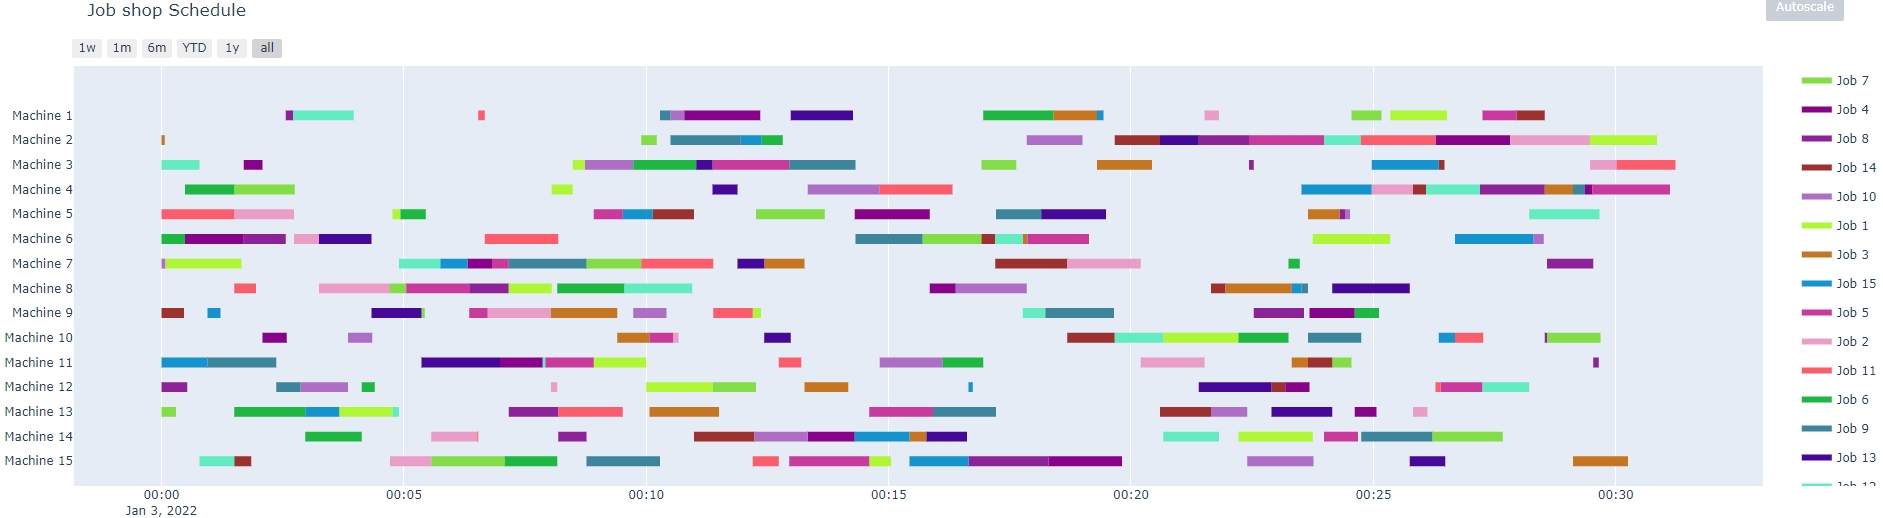 Job shop Schedule
Autoscale
1w 1m 6m YTD 1y all
Machine 1
Machine 2
Machine 3
Machine 4
Machine 5
Machine 6
Machine 7
Machine 8
Machine 9
Machine 10
Machine 11
Machine 12
Machine 13
Machine 14
Machine 15
00:00 00:05 00:10 00:15 00:20 00:25 00:30
Jan 3, 2022
Job 7
Job 4
Job 8
Job 14
Job 10
Job 1
Job 3
Job 15
Job 5
Job 2
Job 11
Job 6
Job 9
Job 13